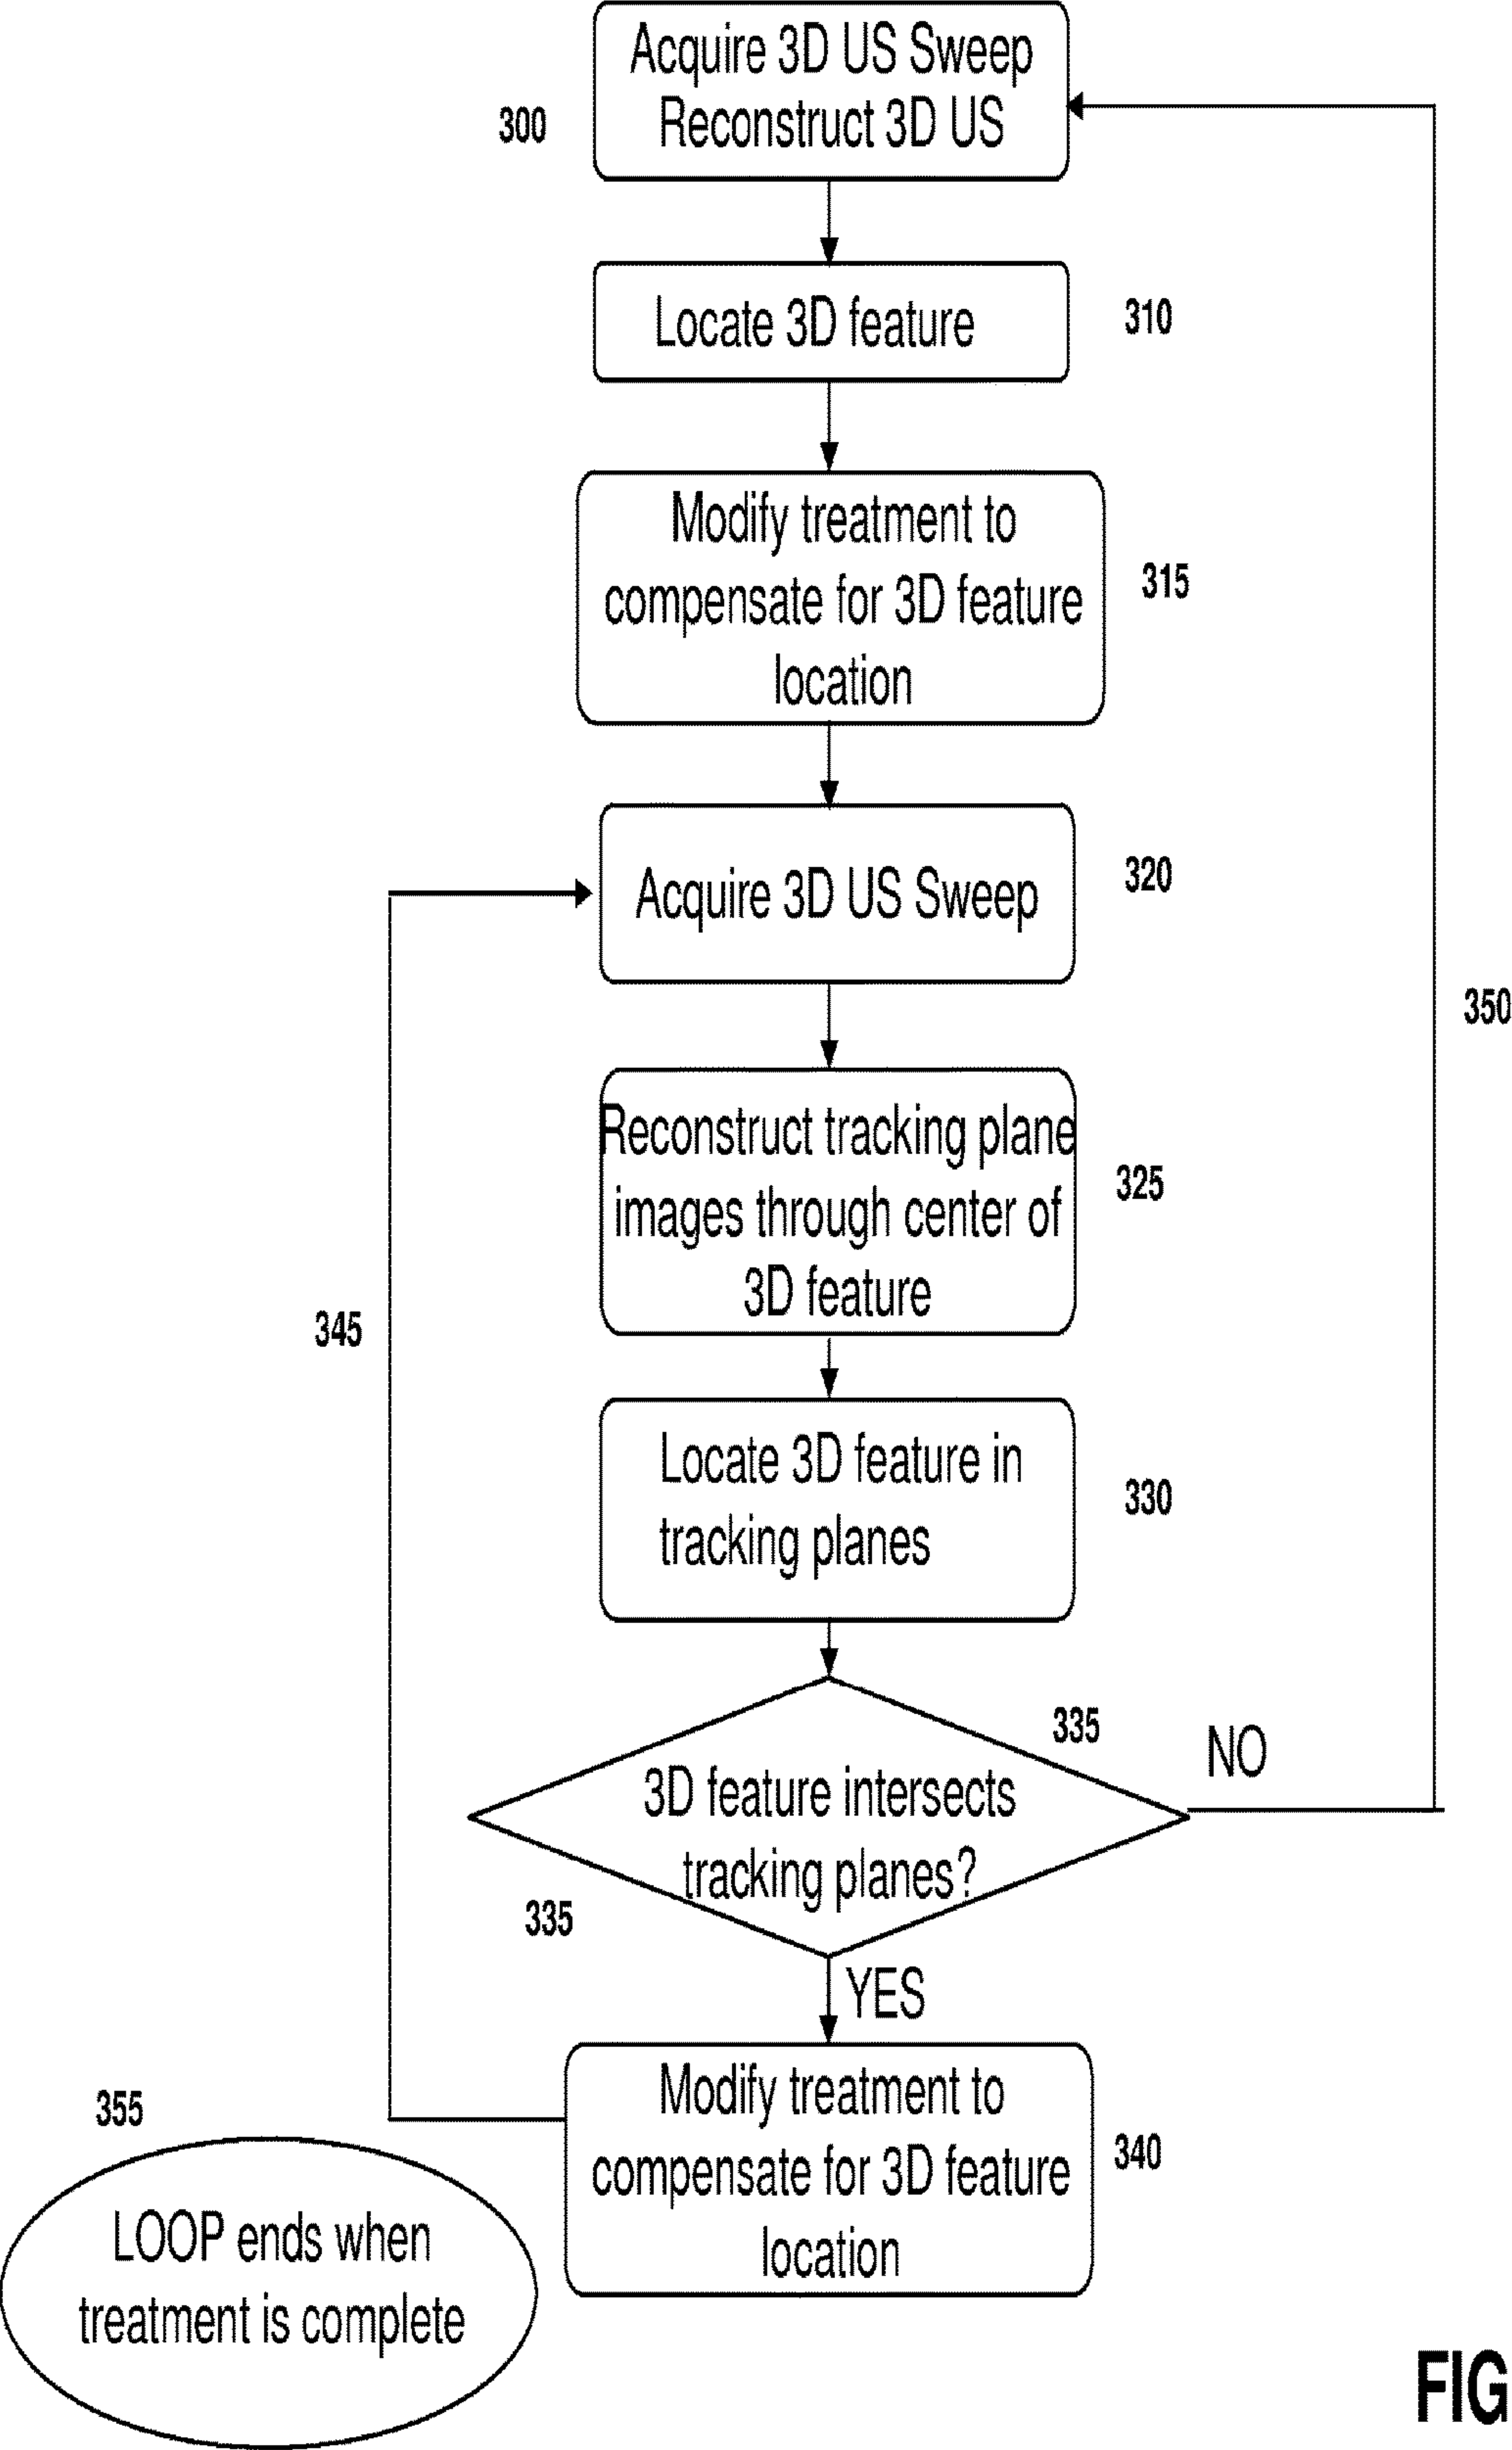 Acquire 3D US Sweep
Reconstruct 3D US
300
Locate 3D feature
310
Modify treatment to
compensate for 3D feature
location
315
Acquire 3D US Sweep
320
350
Reconstruct tracking plane
images through center of
3D feature
325
345
Locate 3D feature in
tracking planes
330
335
NO
3D feature intersects
tracking planes?
335
YES
Modify treatment to
compensate for 3D feature
location
340
355
LOOP ends when
treatment is complete
FIG